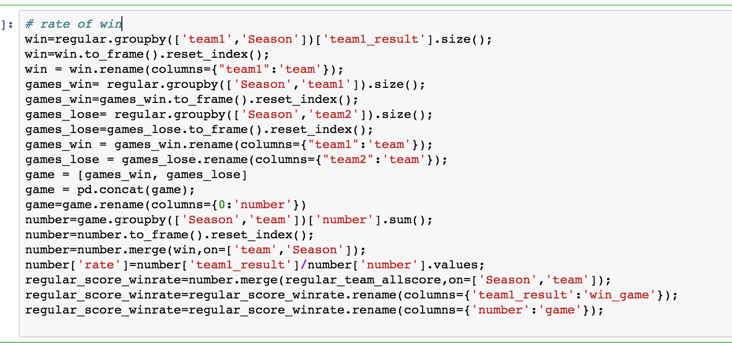 ]: # rate of win
win=regular.groupby(['team1','Season'])['team1_result'].size();
win=win.to_frame().reset_index();
win = win.rename(columns={"team1":'team'});
games_win= regular.groupby(['Season','team1']).size();
games_win=games_win.to_frame().reset_index();
games_lose= regular.groupby(['Season','team2']).size();
games_lose=games_lose.to_frame().reset_index();
games_win = games_win.rename(columns={"team1":'team'});
games_lose = games_lose.rename(columns={"team2":'team'});
game = [games_win, games_lose]
game = pd.concat(game);
game=game.rename(columns={0:'number'})
number=game.groupby(['Season','team'])['number'].sum();
number=number.to_frame().reset_index();
number=number.merge(win,on=['team','Season']);
number['rate']=number['team1_result']/number['number'].values;
regular_score_winrate=number.merge(regular_team_allscore,on=['Season','team']);
regular_score_winrate=regular_score_winrate.rename(columns={'team1_result':'win_game'});
regular_score_winrate=regular_score_winrate.rename(columns={'number':'game'});